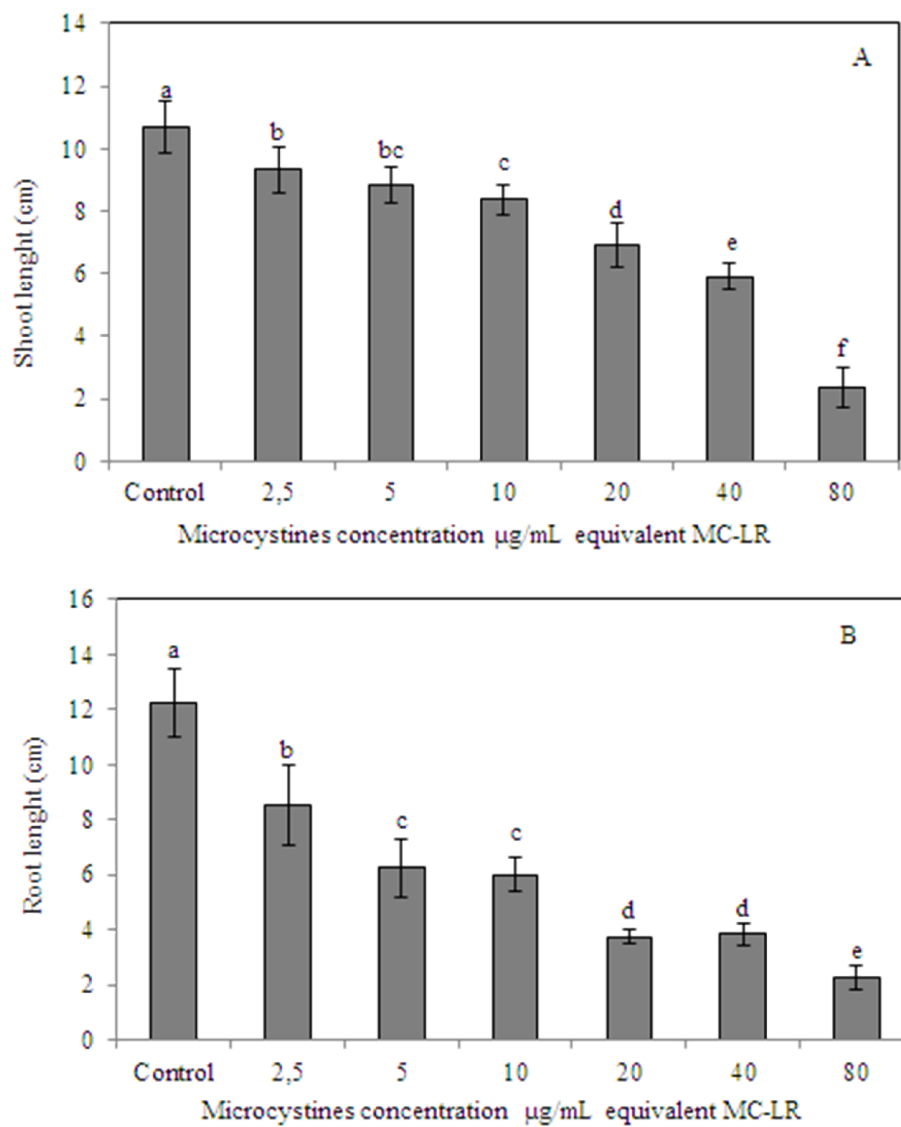 14
A
12
a
b
10
bc
c
8
d
e
6
4
f
2
0
Shoot lenght (cm)
Control 2,5 5 10 20 40 80
Microcystines concentration µg/mL equivalent MC-LR
16
B
14
a
12
b
10
8
c c
6
d d
4
e
2
0
Root lenght (cm)
Control 2,5 5 10 20 40 80
Microcystines concentration µg/mL equivalent MC-LR